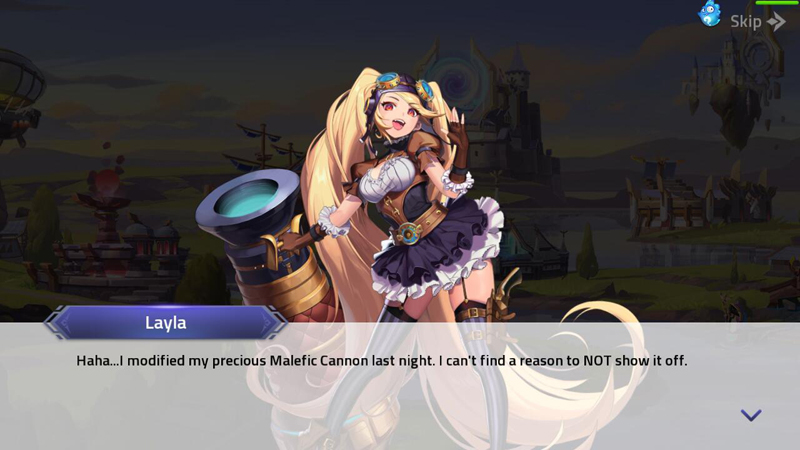 Skip
Layla
Haha...I modified my precious Malefic Cannon last night. I can't find a reason to NOT show it off.